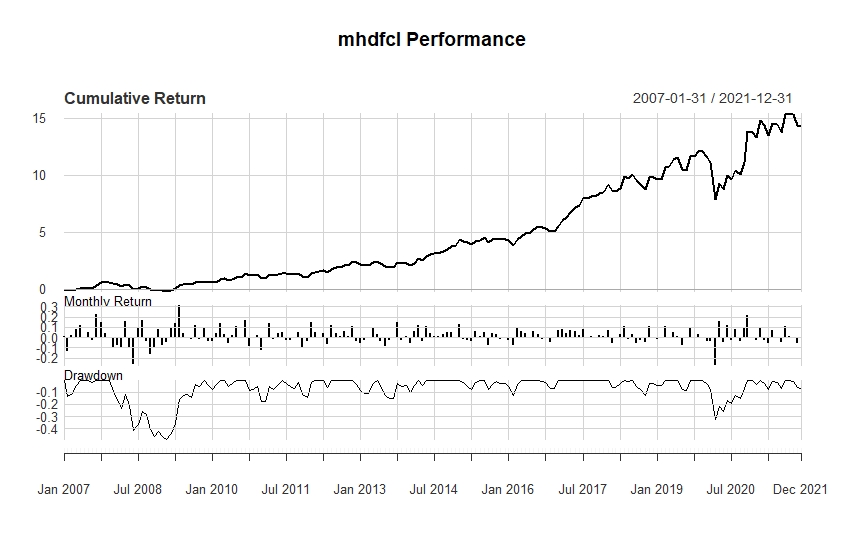 mhdfcl Performance
Cumulative Return 2007-01-31 / 2021-12-31
15
10
5
0
Monthly Return
0.3
0.2
0.1
0.0
-0.1
-0.2
Drawdown
-0.1
-0.2
-0.3
-0.4
Jan 2007 Jul 2008 Jan 2010 Jul 2011 Jan 2013 Jul 2014 Jan 2016 Jul 2017 Jan 2019 Jul 2020 Dec 2021